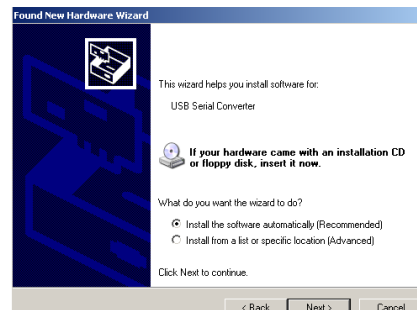 Found New Hardware Wizard
This wizard helps you install software for:
USB Serial Converter
If your hardware came with an installation CD
or floppy disk, insert it now.
What do you want the wizard to do?
Install the software automatically (Recommended)
Install from a list or specific location (Advanced)
Click Next to continue.
< Back Next > Cancel